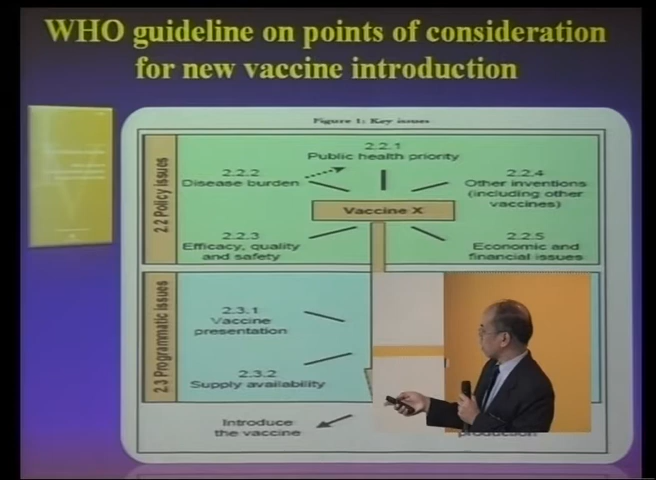 WHO guideline on points of consideration
for new vaccine introduction
Figure 1: Key issues
2.2 Policy issues
2.2.1
Public health priority
2.2.2
Disease burden
2.2.4
Other inventions
(including other
vaccines)
Vaccine X
2.2.3
Efficacy, quality
and safety
2.2.5
Economic and
financial issues
2.3 Programmatic issues
2.3.1
Vaccine
presentation
2.3.2
Supply availability
Introduce
the vaccine
production